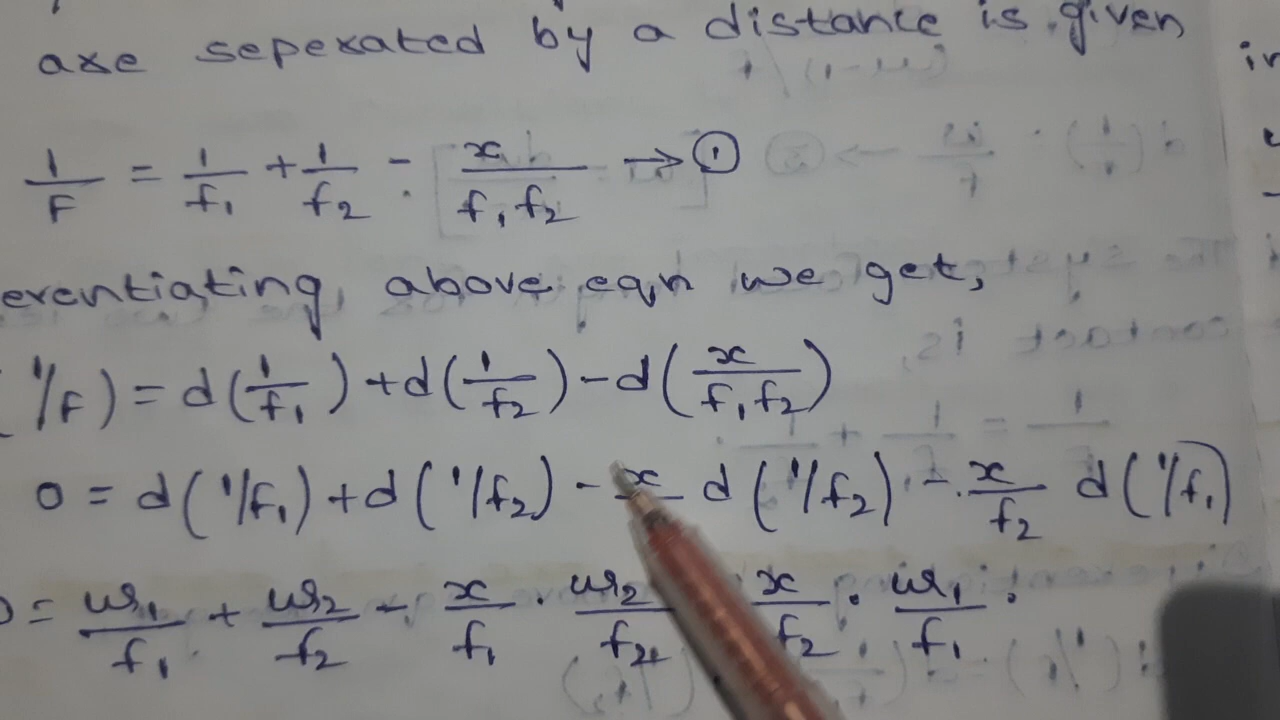 are seperated by a distance is given
1/F = 1/f₁ + 1/f₂ - x/f₁f₂ → ①
erentiating above eqn we get,
1/F) = d(1/f₁) + d(1/f₂) - d(x/f₁f₂)
0 = d(1/f₁) + d(1/f₂) - x d(1/f₂) - x/f₂ d(1/f₁)
0 = ω₁/f₁ + ω₂/f₂ - x/f₁ . ω₂/f₂ x/f₂ . ω₁/f₁ .